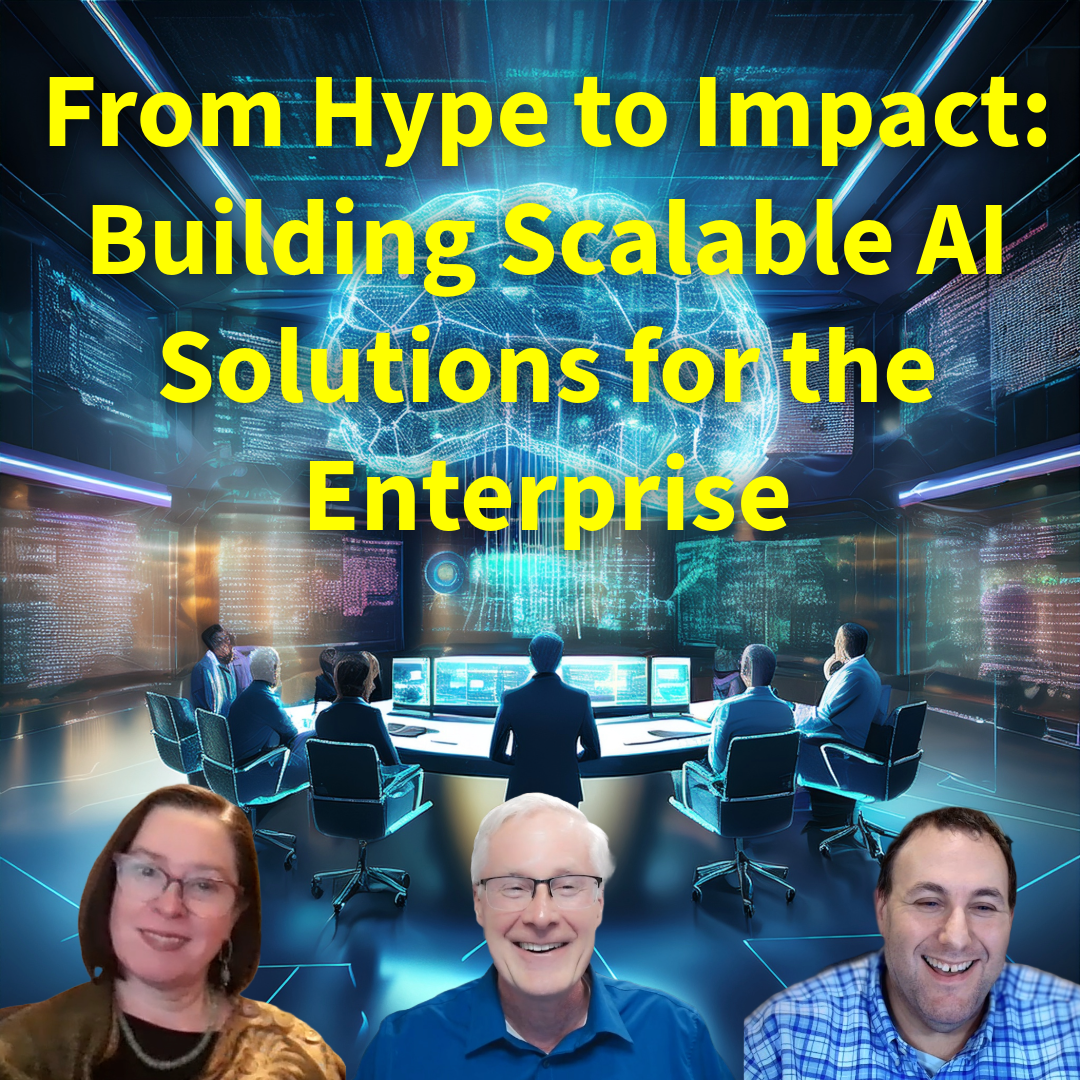 From Hype to Impact:
Building Scalable AI
Solutions for the
Enterprise